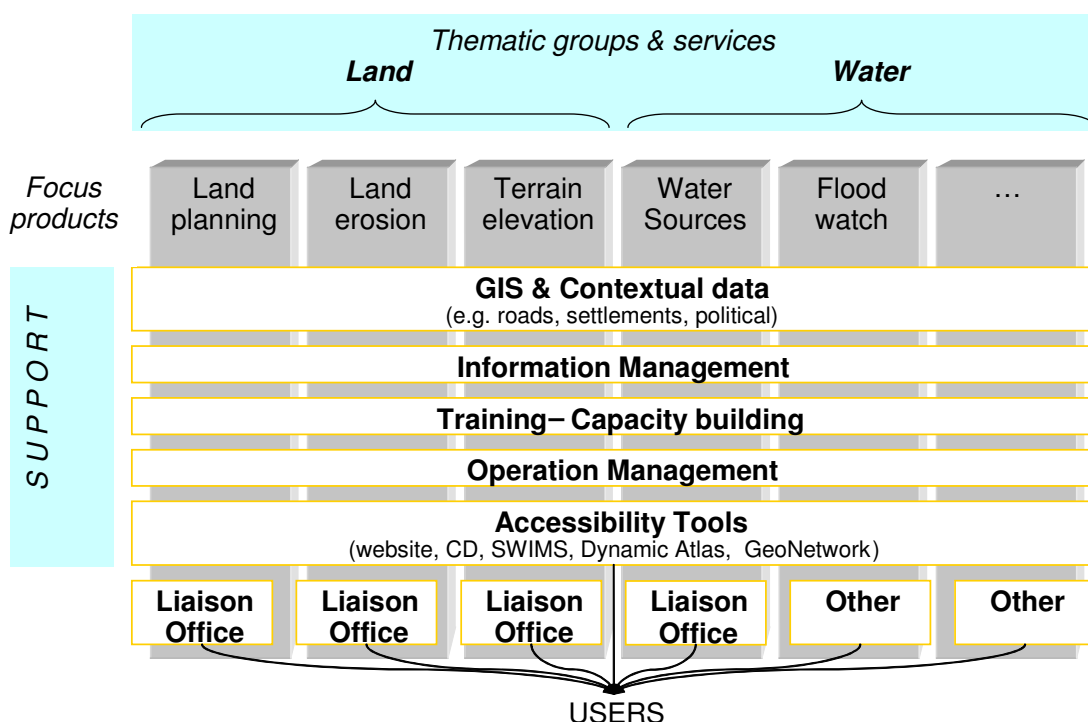 Thematic groups & services
Land
Water
Focus
products
Land
planning
Land
erosion
Terrain
elevation
Water
Sources
Flood
watch
…
SUPPORT
GIS & Contextual data
(e.g. roads, settlements, political)
Information Management
Training– Capacity building
Operation Management
Accessibility Tools
(website, CD, SWIMS, Dynamic Atlas, GeoNetwork)
Liaison
Office
Liaison
Office
Liaison
Office
Liaison
Office
Other
Other
USERS